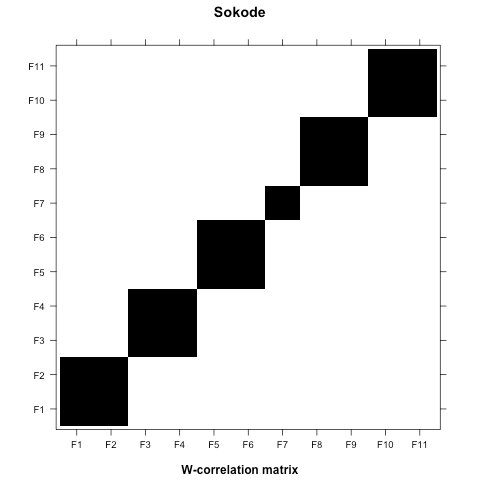 Sokode
F11
F10
F9
F8
F7
F6
F5
F4
F3
F2
F1
F1 F2 F3 F4 F5 F6 F7 F8 F9 F10 F11
W-correlation matrix